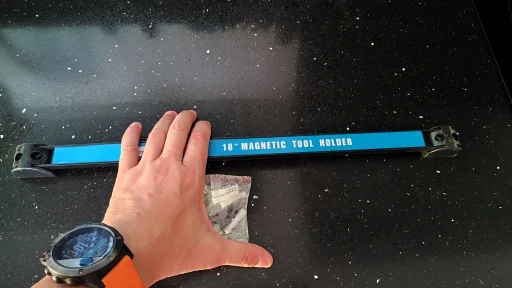 18" MAGNETIC TOOL HOLDER